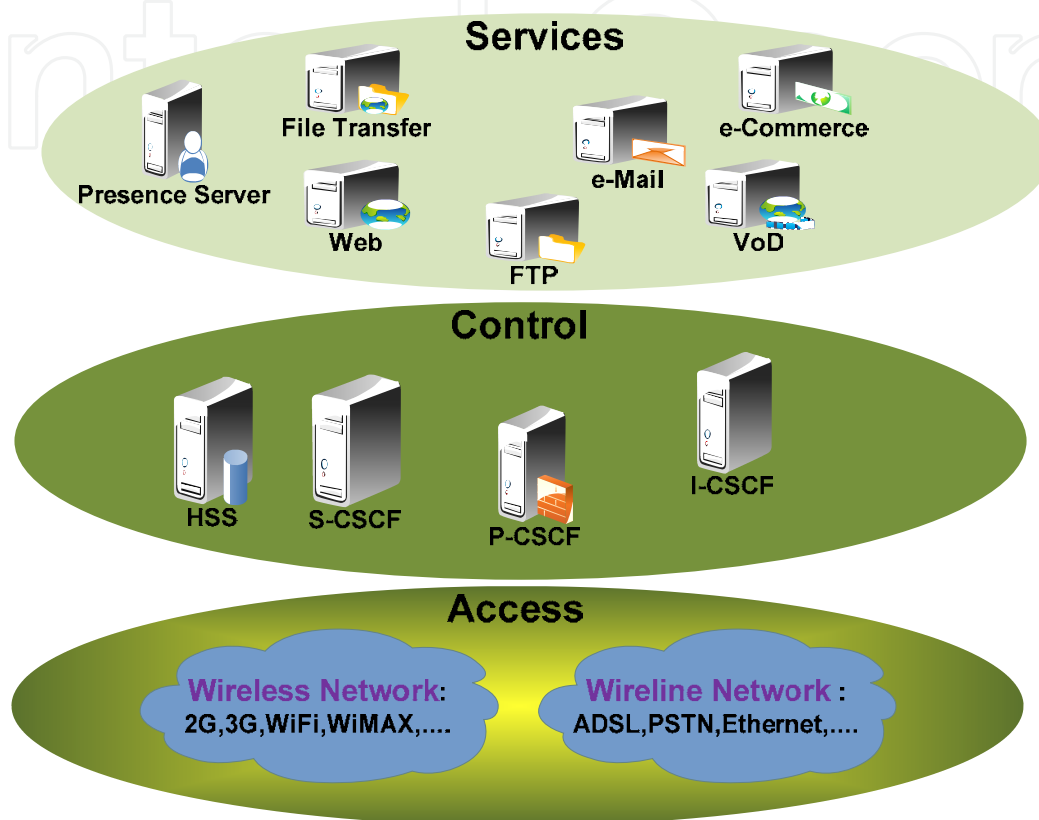 Services
File Transfer
e-Commerce
e-Mail
Presence Server
Web
VoD
FTP
Control
I-CSCF
HSS
S-CSCF
P-CSCF
Access
Wireless Network:
2G,3G,WiFi,WiMAX,....
Wireline Network :
ADSL,PSTN,Ethernet,....